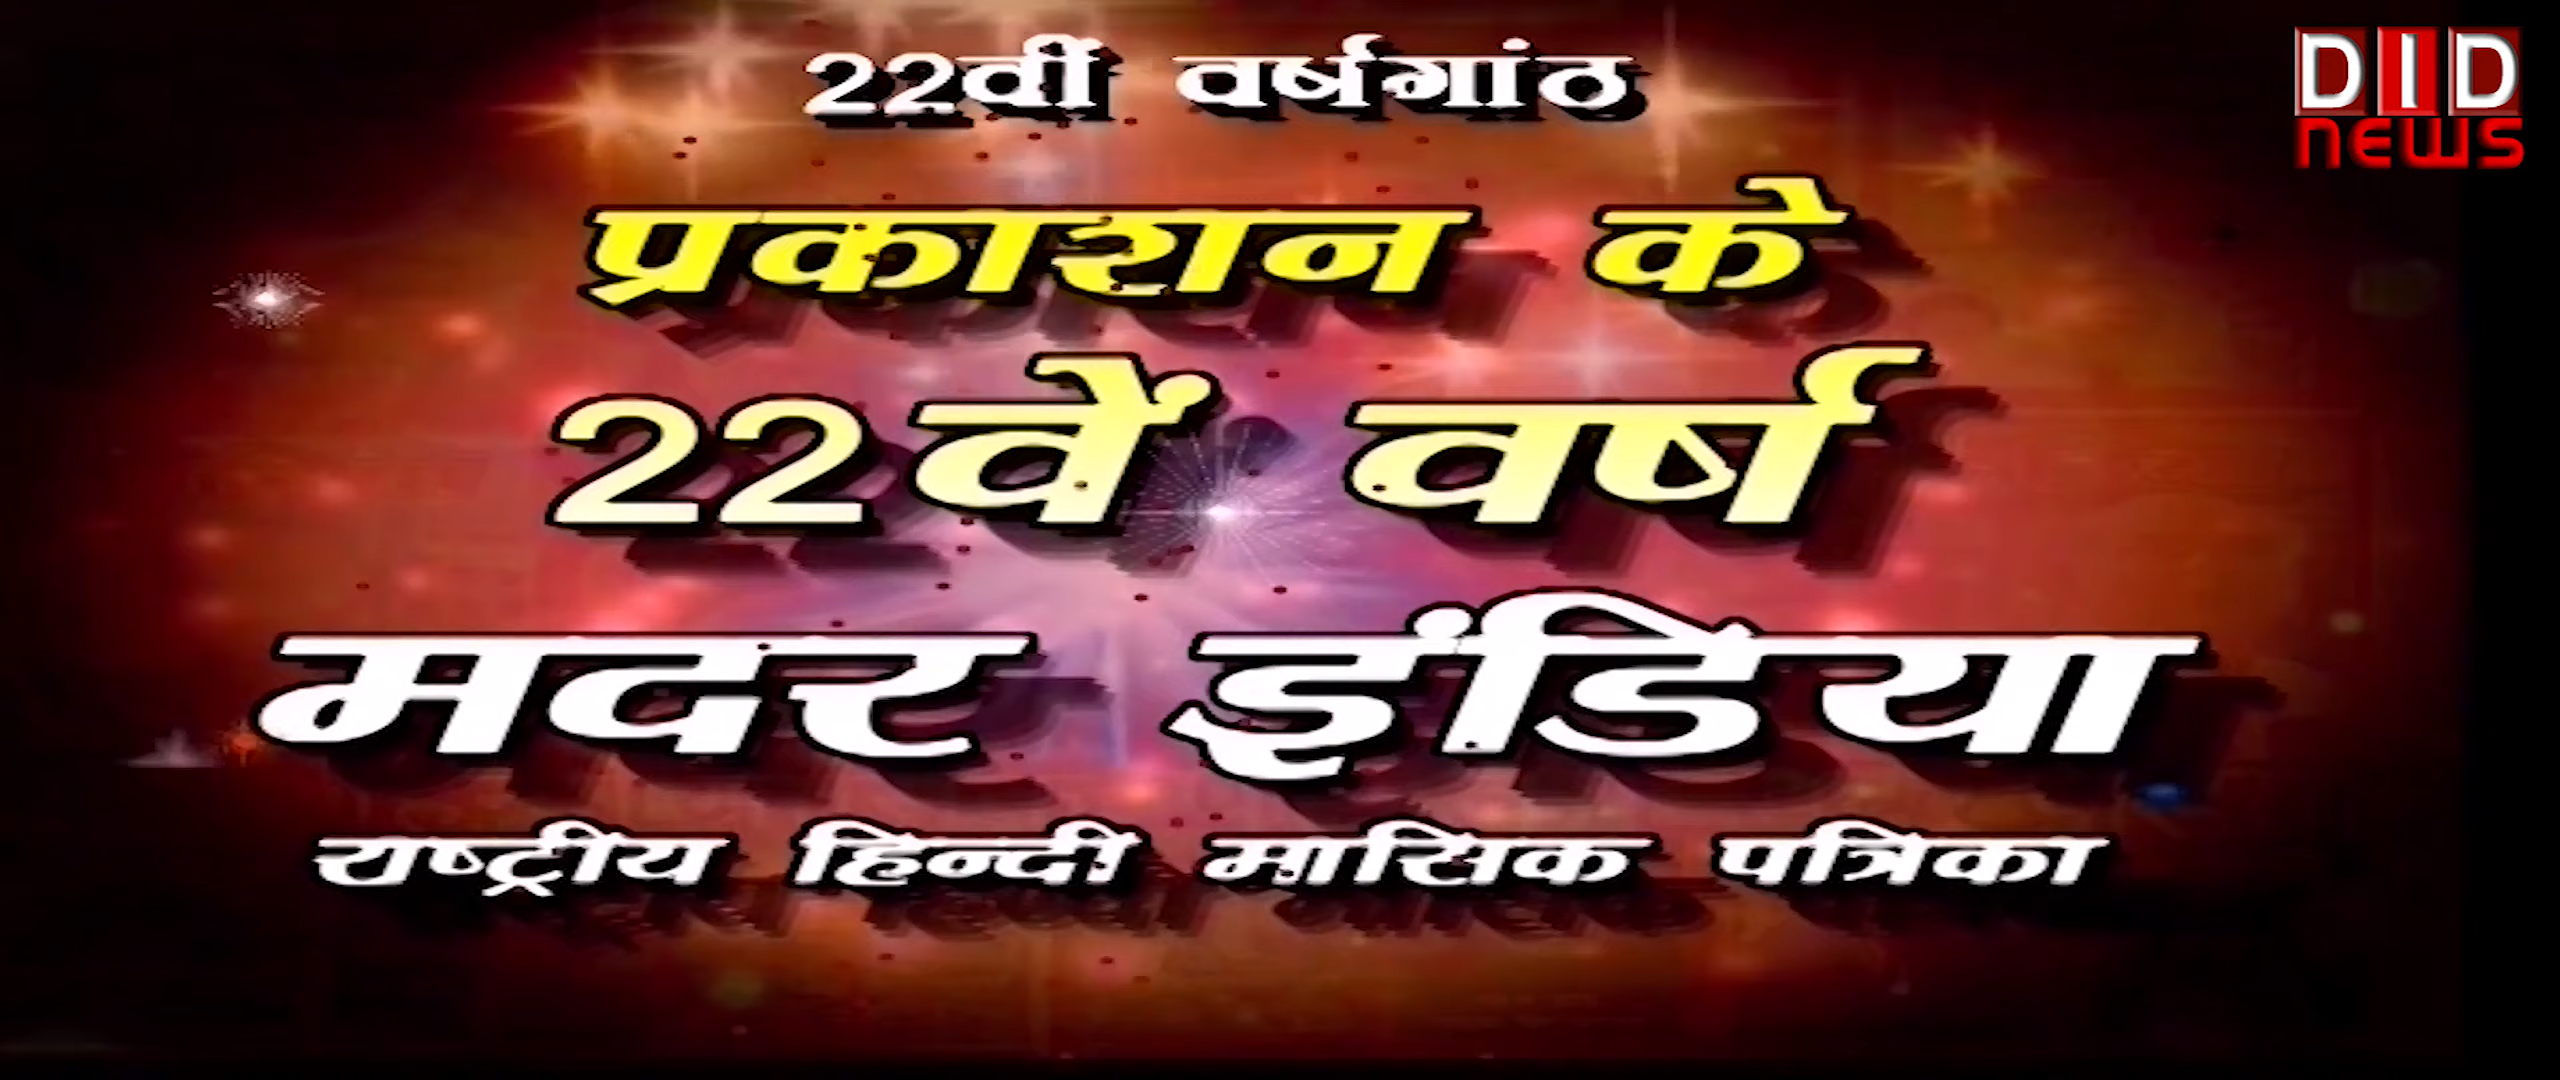 22वीं वर्षगांठ
DID
news
प्रकाशन के
22वें वर्ष
मदर इंडिया
राष्ट्रीय हिन्दी मासिक पत्रिका